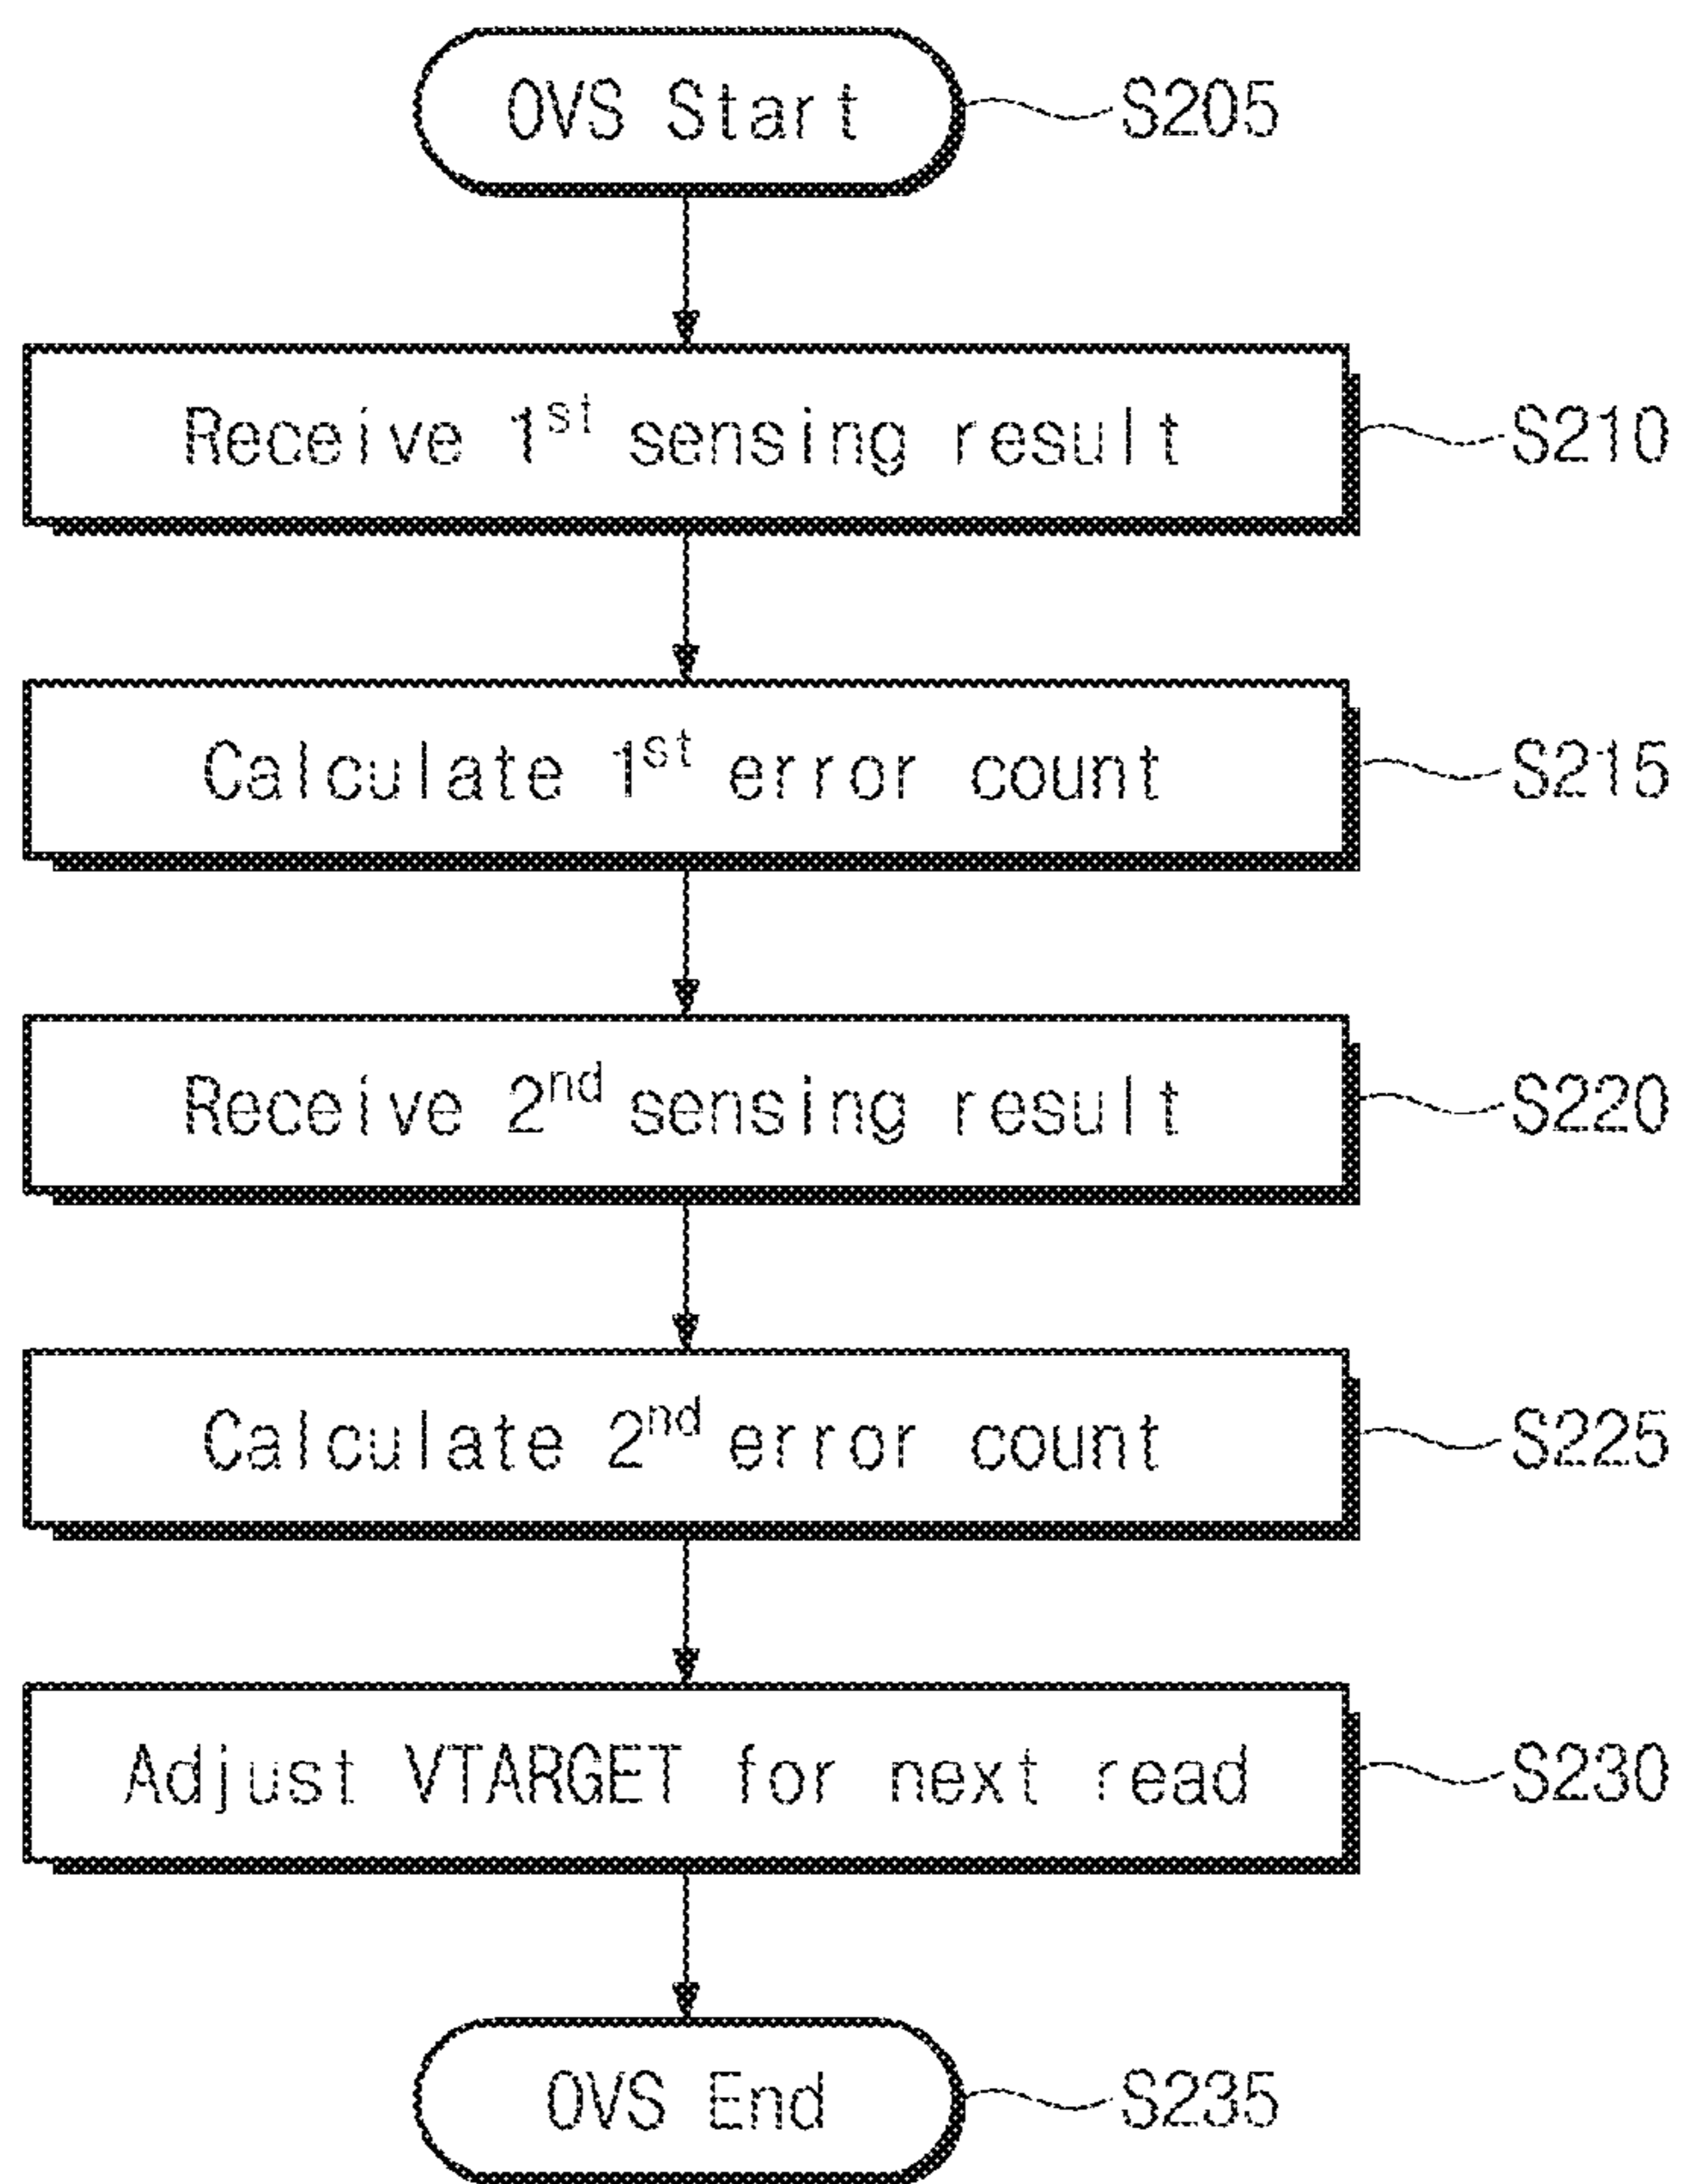 OVS Start S205
Receive 1st sensing result S210
Calculate 1st error count S215
Receive 2nd sensing result S220
Calculate 2nd error count S225
Adjust VTARGET for next read S230
OVS End S235